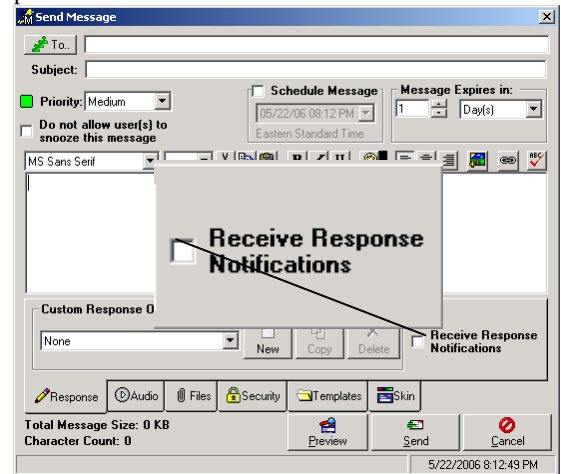 Send Message
To..
Subject:
Priority: Medium
Schedule Message
Message Expires in:
05/22/06 08:12 PM
1
Day(s)
Do not allow user(s) to
snooze this message
Eastern Standard Time
MS Sans Serif
ABC
Receive Response
Notifications
Custom Response O
None
New
Copy
Delete
Receive Response
Notifications
Response
Audio
Files
Security
Templates
Skin
Total Message Size: 0 KB
Character Count: 0
Preview
Send
Cancel
5/22/2006 8:12:49 PM